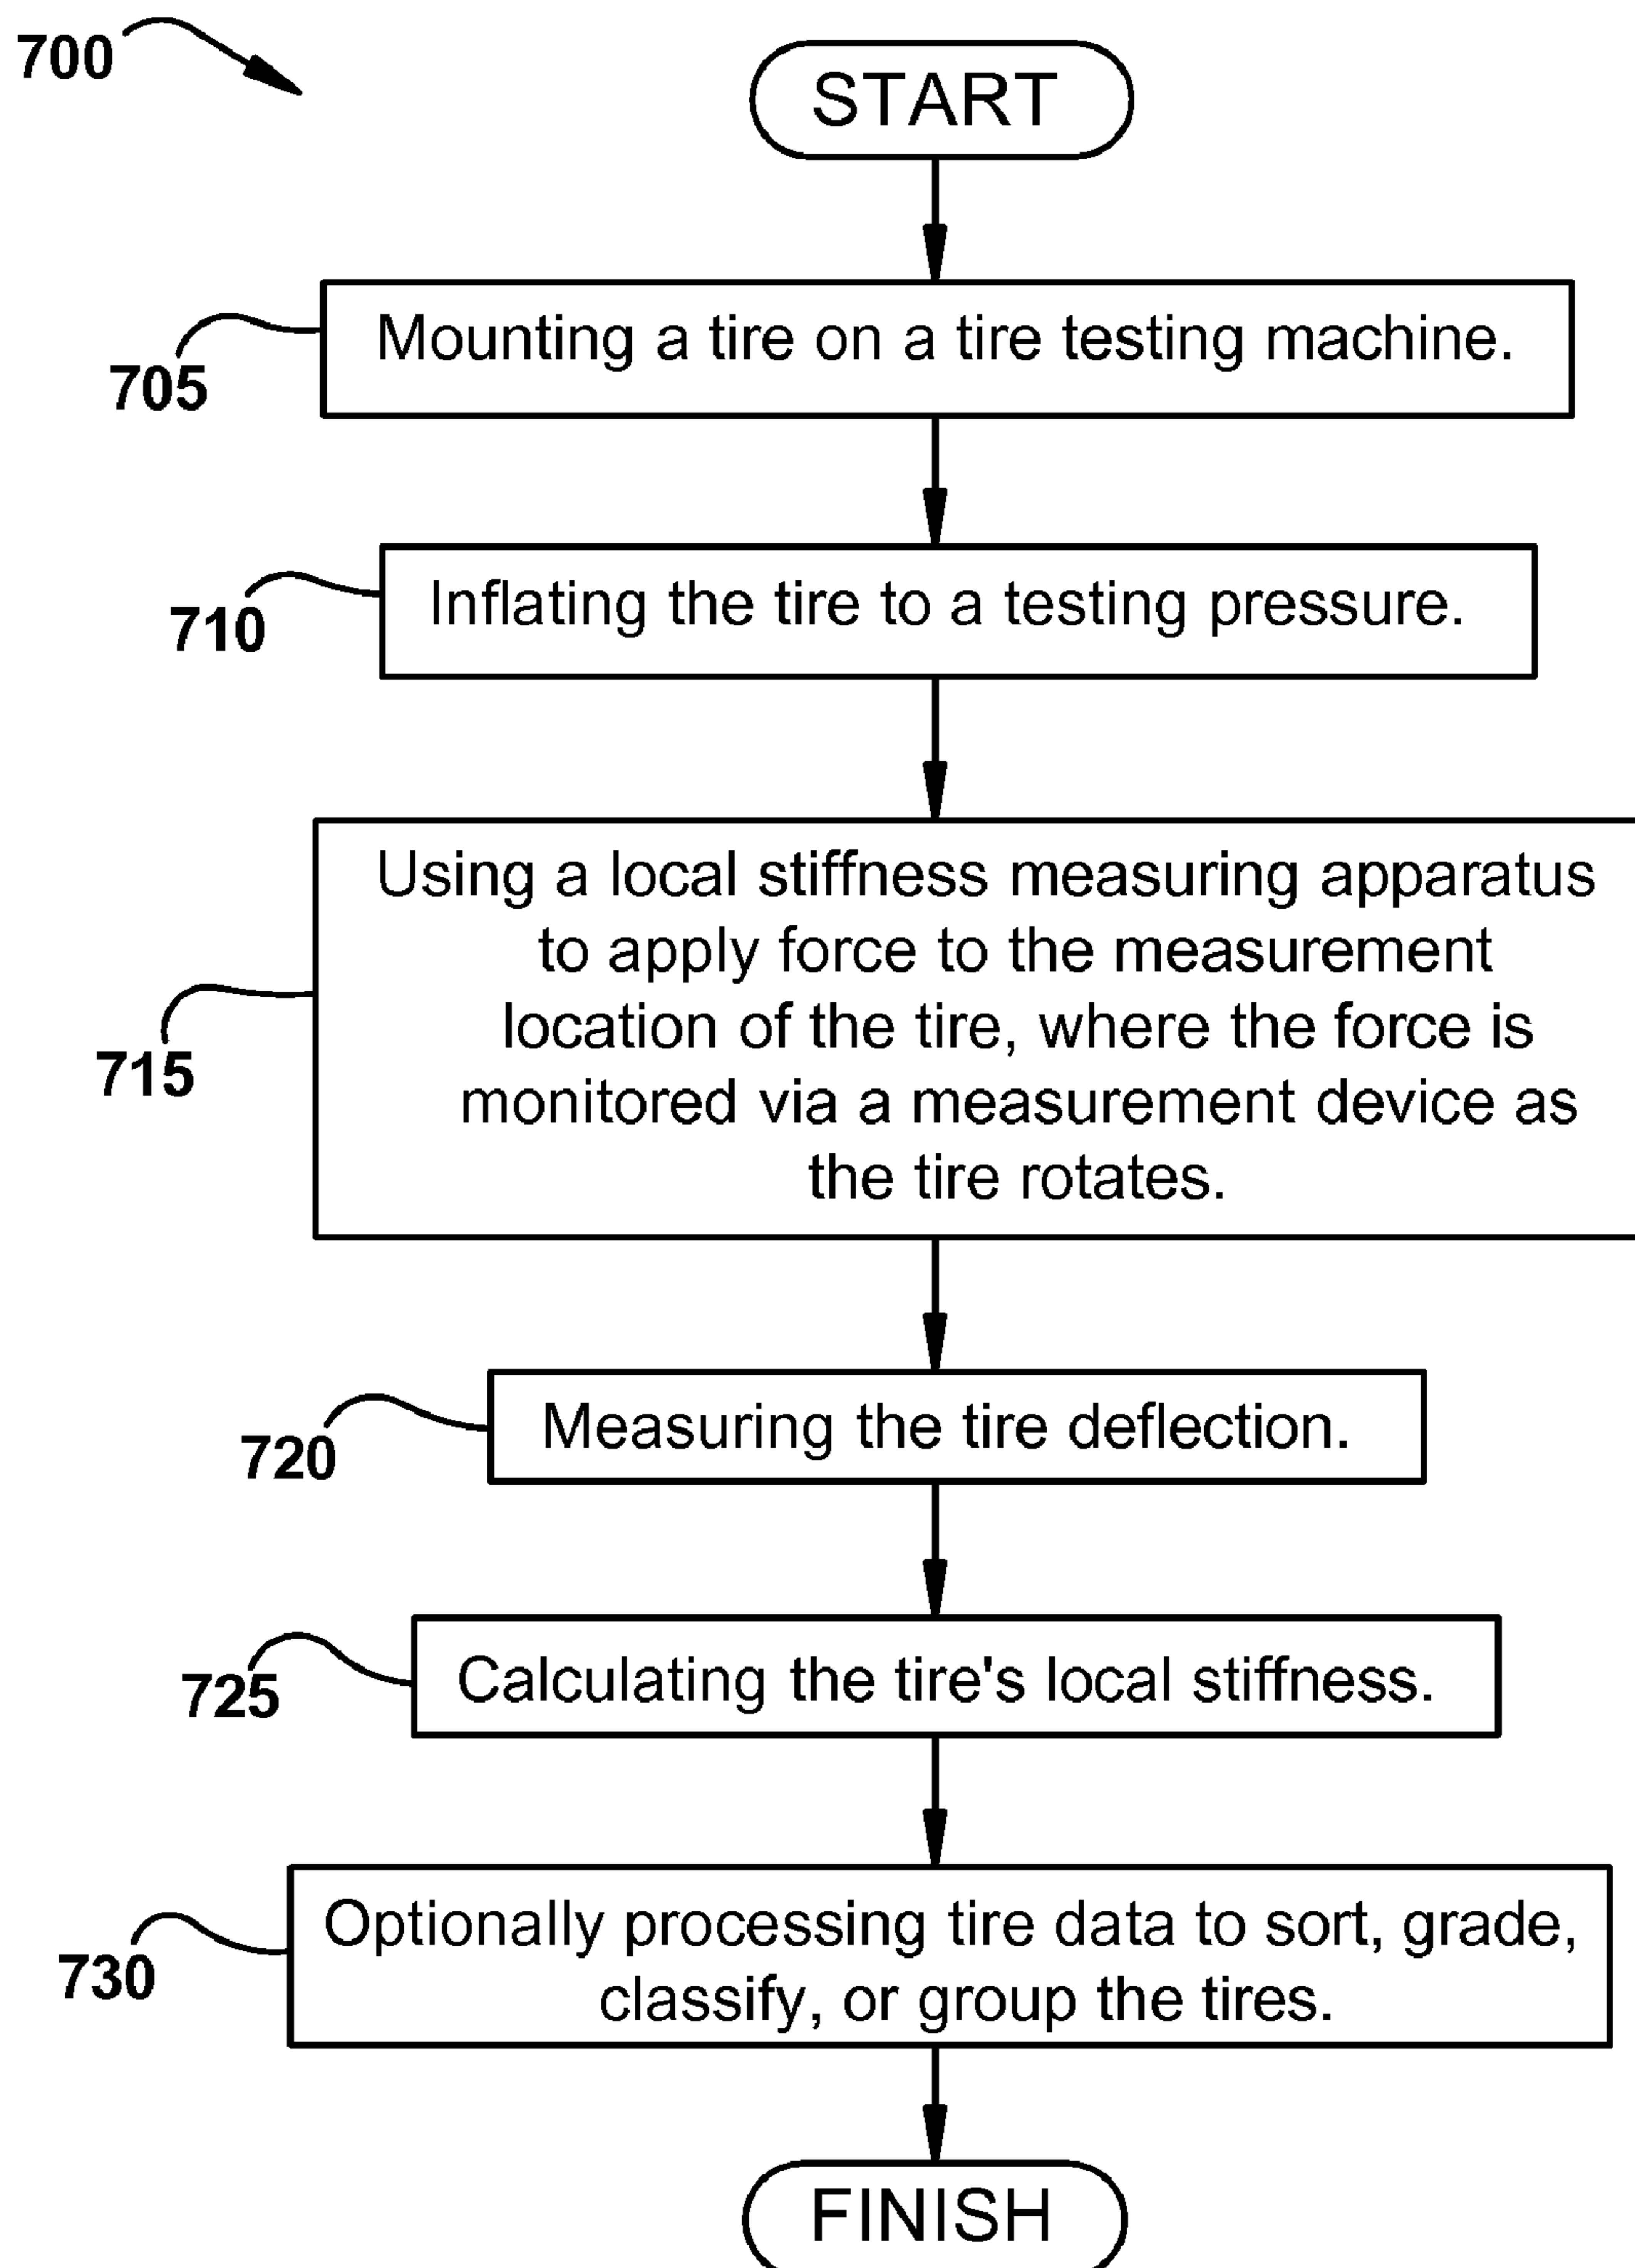 700
START
Mounting a tire on a tire testing machine.
705
Inflating the tire to a testing pressure.
710
Using a local stiffness measuring apparatus
to apply force to the measurement
location of the tire, where the force is
monitored via a measurement device as
the tire rotates.
715
Measuring the tire deflection.
720
Calculating the tire's local stiffness.
725
Optionally processing tire data to sort, grade,
classify, or group the tires.
730
FINISH